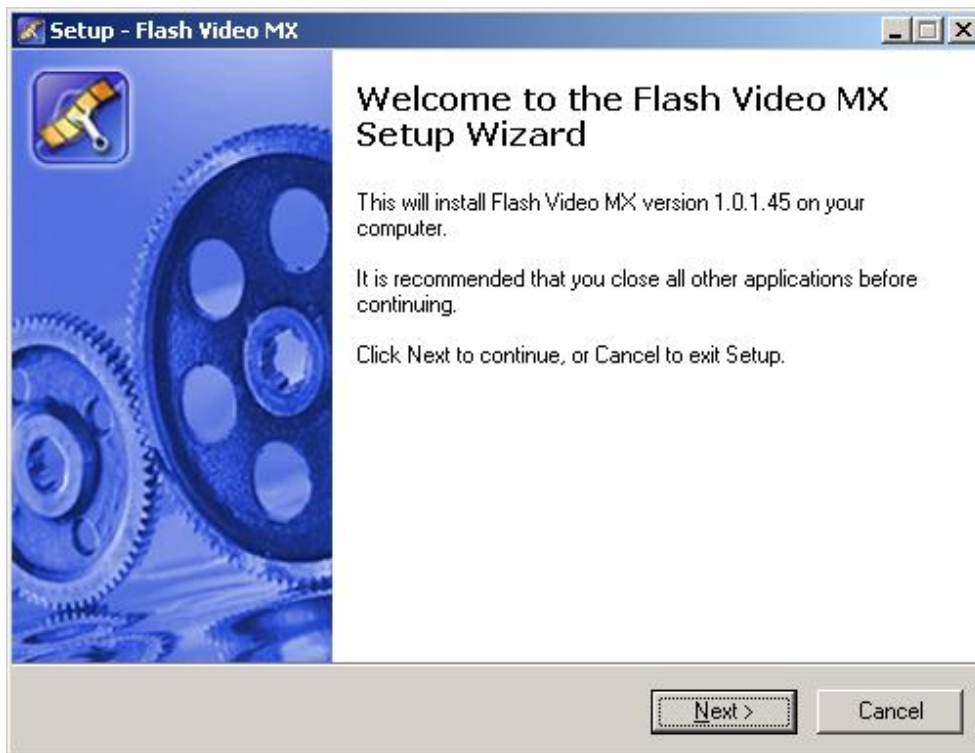 Setup - Flash Video MX
Welcome to the Flash Video MX
Setup Wizard
This will install Flash Video MX version 1.0.1.45 on your
computer.
It is recommended that you close all other applications before
continuing.
Click Next to continue, or Cancel to exit Setup.
Next >
Cancel